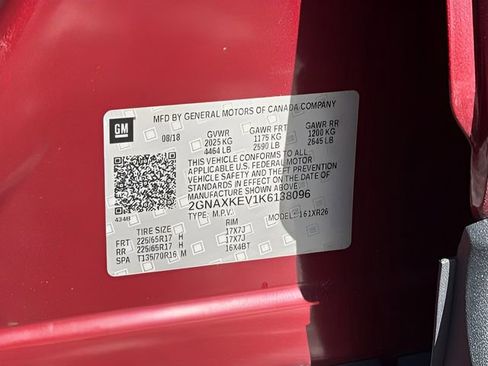 MFD BY GENERAL MOTORS OF CANADA COMPANY
GM 08/18 GVWR GAWR FRT GAWR RR
2025 KG 1175 KG 1200 KG
4464 LB 2590 LB 2645 LB
THIS VEHICLE CONFORMS TO ALL
APPLICABLE U.S. FEDERAL MOTOR
VEHICLE SAFETY AND THEFT PREVENTION
STANDARDS IN EFFECT ON THE DATE OF
MANUFACTURE SHOWN ABOVE.
2GNAXKEV1K6138096
TYPE: M.P.V. MODEL: 161XR26
434B
TIRE SIZE RIM
FRT 225/65R17 H 17X7J
RR 225/65R17 H 17X7J
SPA T135/70R16 M 16X4BT